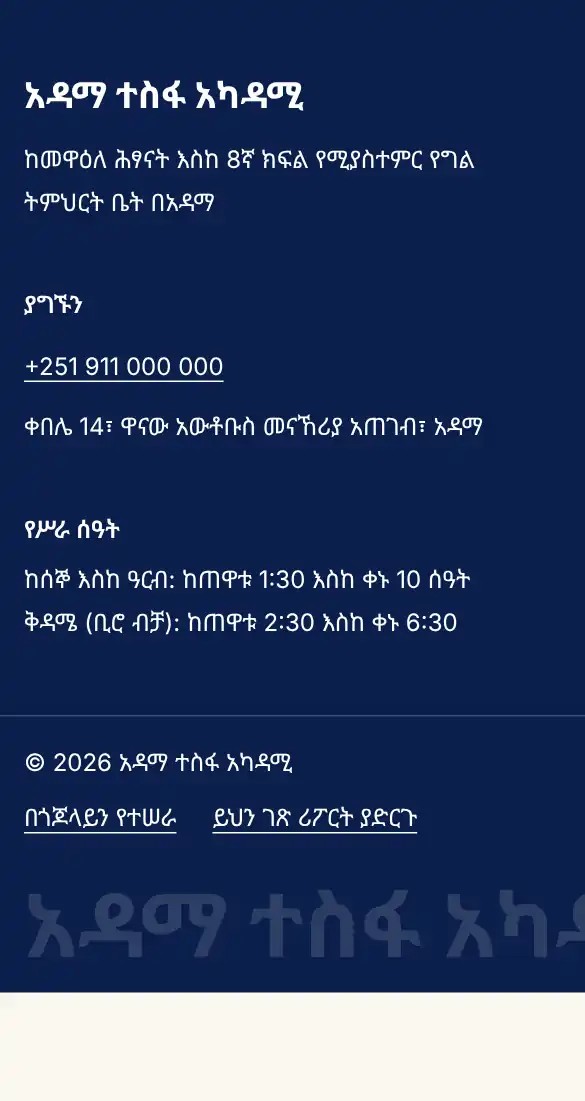 አዳማ ተስፋ አካዳሚ
ከመዋዕለ ሕፃናት እስከ 8ኛ ክፍል የሚያስተምር የግል
ትምህርት ቤት በአዳማ
ያግኙን
+251 911 000 000
ቀበሌ 14፣ ዋናው አውቶቡስ መናኸሪያ አጠገብ፣ አዳማ
የሥራ ሰዓት
ከሰኞ እስከ ዓርብ: ከጠዋቱ 1:30 እስከ ቀኑ 10 ሰዓት
ቅዳሜ (ቢሮ ብቻ): ከጠዋቱ 2:30 እስከ ቀኑ 6:30
© 2026 አዳማ ተስፋ አካዳሚ
በጎጆላይን የተሠራ ይህን ገጽ ሪፖርት ያድርጉ
አዳማ ተስፋ አካ